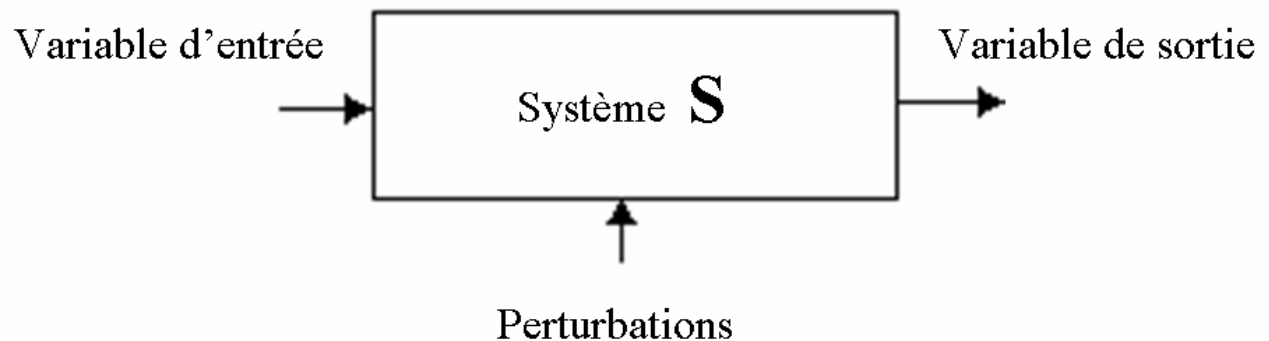 Variable d’entrée
Variable de sortie
Système S
Perturbations